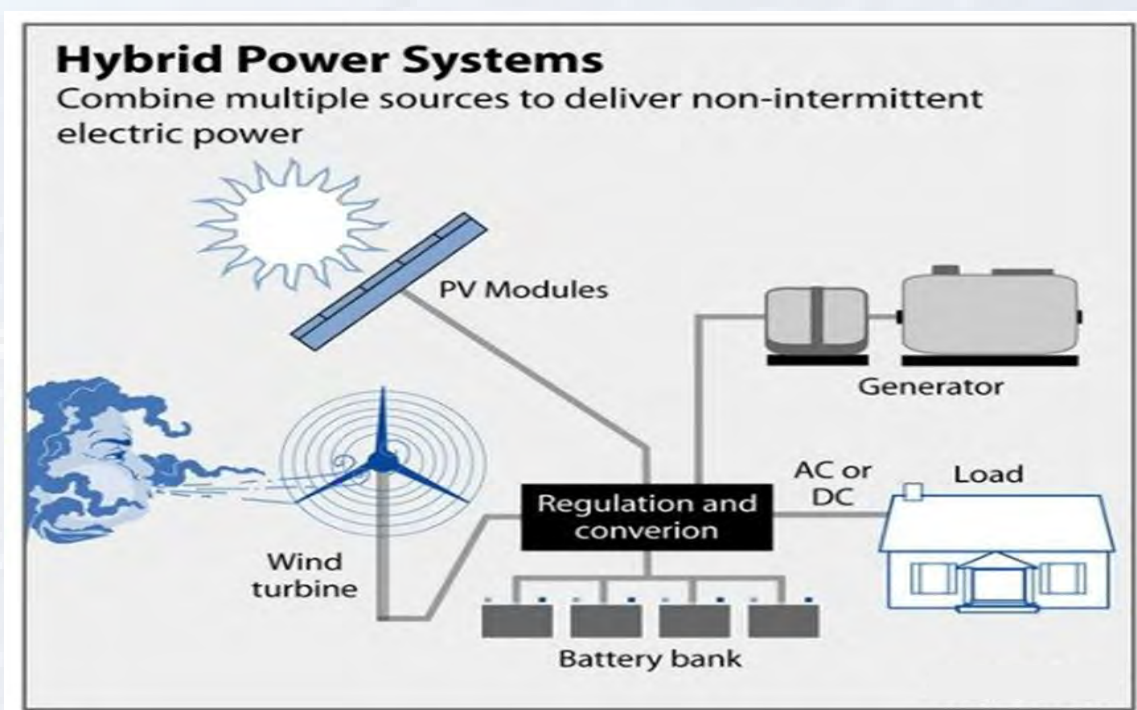 Hybrid Power Systems
Combine multiple sources to deliver non-intermittent
electric power
PV Modules
Generator
AC or
DC
Load
Regulation and
converion
Wind
turbine
Battery bank